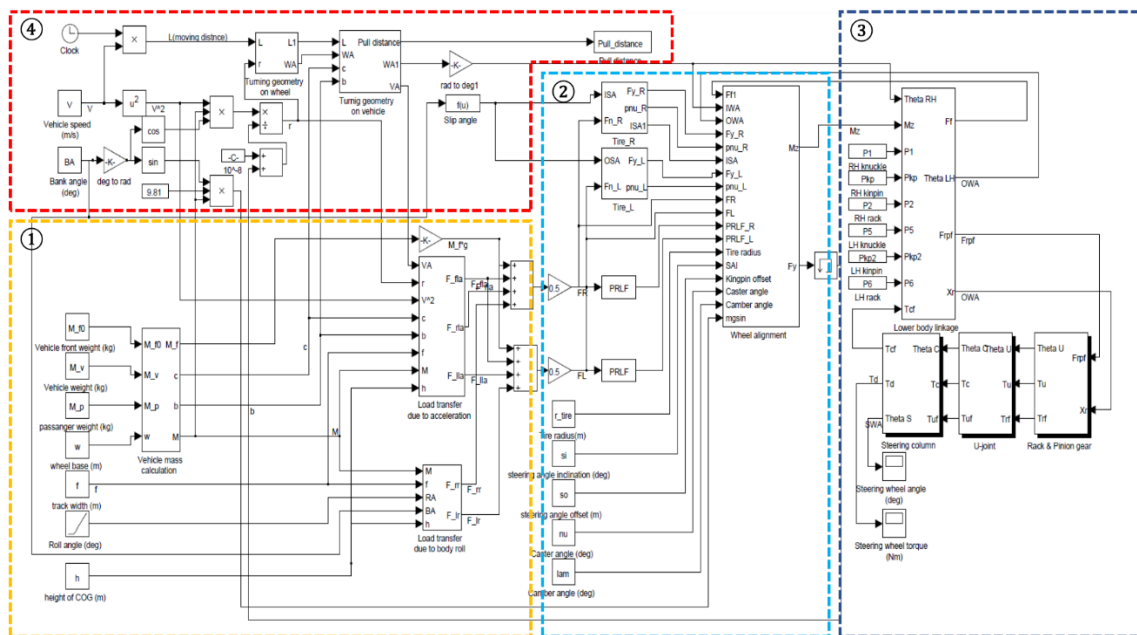 ④
Clock
×
L(moving distnce)
L
r
L1
WA
Turning geometry
on wheel
L
WA
c
b
Pull distance
WA1
VA
Turnig geometry
on vehicle
Pull_distance
Pull distance
-K-
rad to deg1
f(u)
Slip angle
V
V
Vehicle speed
(m/s)
u²
V^2
cos
×
×
÷
r
BA
Bank angle
(deg)
-K-
deg to rad
sin
-C-
10^-8
+
+
9.81
×
①
-K-
M_f*g
VA
r
V^2
c
b
f
M
h
F_fla
F_rla
F_lla
Load transfer
due to acceleration
F_fla
F_rla
F_lla
+
+
+
+
+
+
+
+
0.5
FR
0.5
FL
M_f0
Vehicle front weight (kg)
M_v
Vehicle weight (kg)
M_p
passanger weight (kg)
w
wheel base (m)
f
f
track width (m)
Roll angle (deg)
h
height of COG (m)
M_f0
M_v
M_p
w
M_f
c
b
M
Vehicle mass
calculation
c
b
M
M
f
RA
BA
h
F_rr
F_lr
Load transfer
due to body roll
F_rr
F_lr
②
ISA
Fn_R
Fy_R
pnu_R
ISA1
Tire_R
OSA
Fn_L
Fy_L
pnu_L
Tire_L
PRLF
PRLF
r_tire
Tire radius(m)
si
steering angle inclination (deg)
so
steering angle offset (m)
nu
Caster angle (deg)
lam
Camber angle (deg)
Ff1
IWA
OWA
Fy_R
pnu_R
ISA
Fy_L
pnu_L
FR
FL
PRLF_R
PRLF_L
Tire radius
SAI
Kingpin offset
Caster angle
Camber angle
mgsin
Mz
Fy
Wheel alignment
③
Mz
P1
RH knuckle
Pkp
RH kinpin
P2
RH rack
P5
LH knuckle
Pkp2
LH kinpin
P6
LH rack
Theta RH
Mz
P1
Pkp
P2
P5
Pkp2
P6
Tcf
Ff
Theta LH
Frpf
Xr
Lower body linkage
OWA
Frpf
OWA
Tcf
Td
Theta S
Theta C
Tc
Tuf
Steering column
Td
SWA
Theta C
Tc
Tuf
Theta U
Tu
Trf
U-joint
Theta U
Tu
Trf
Frpf
Xr
Rack & Pinion gear
Steering wheel angle
(deg)
Steering wheel torque
(Nm)